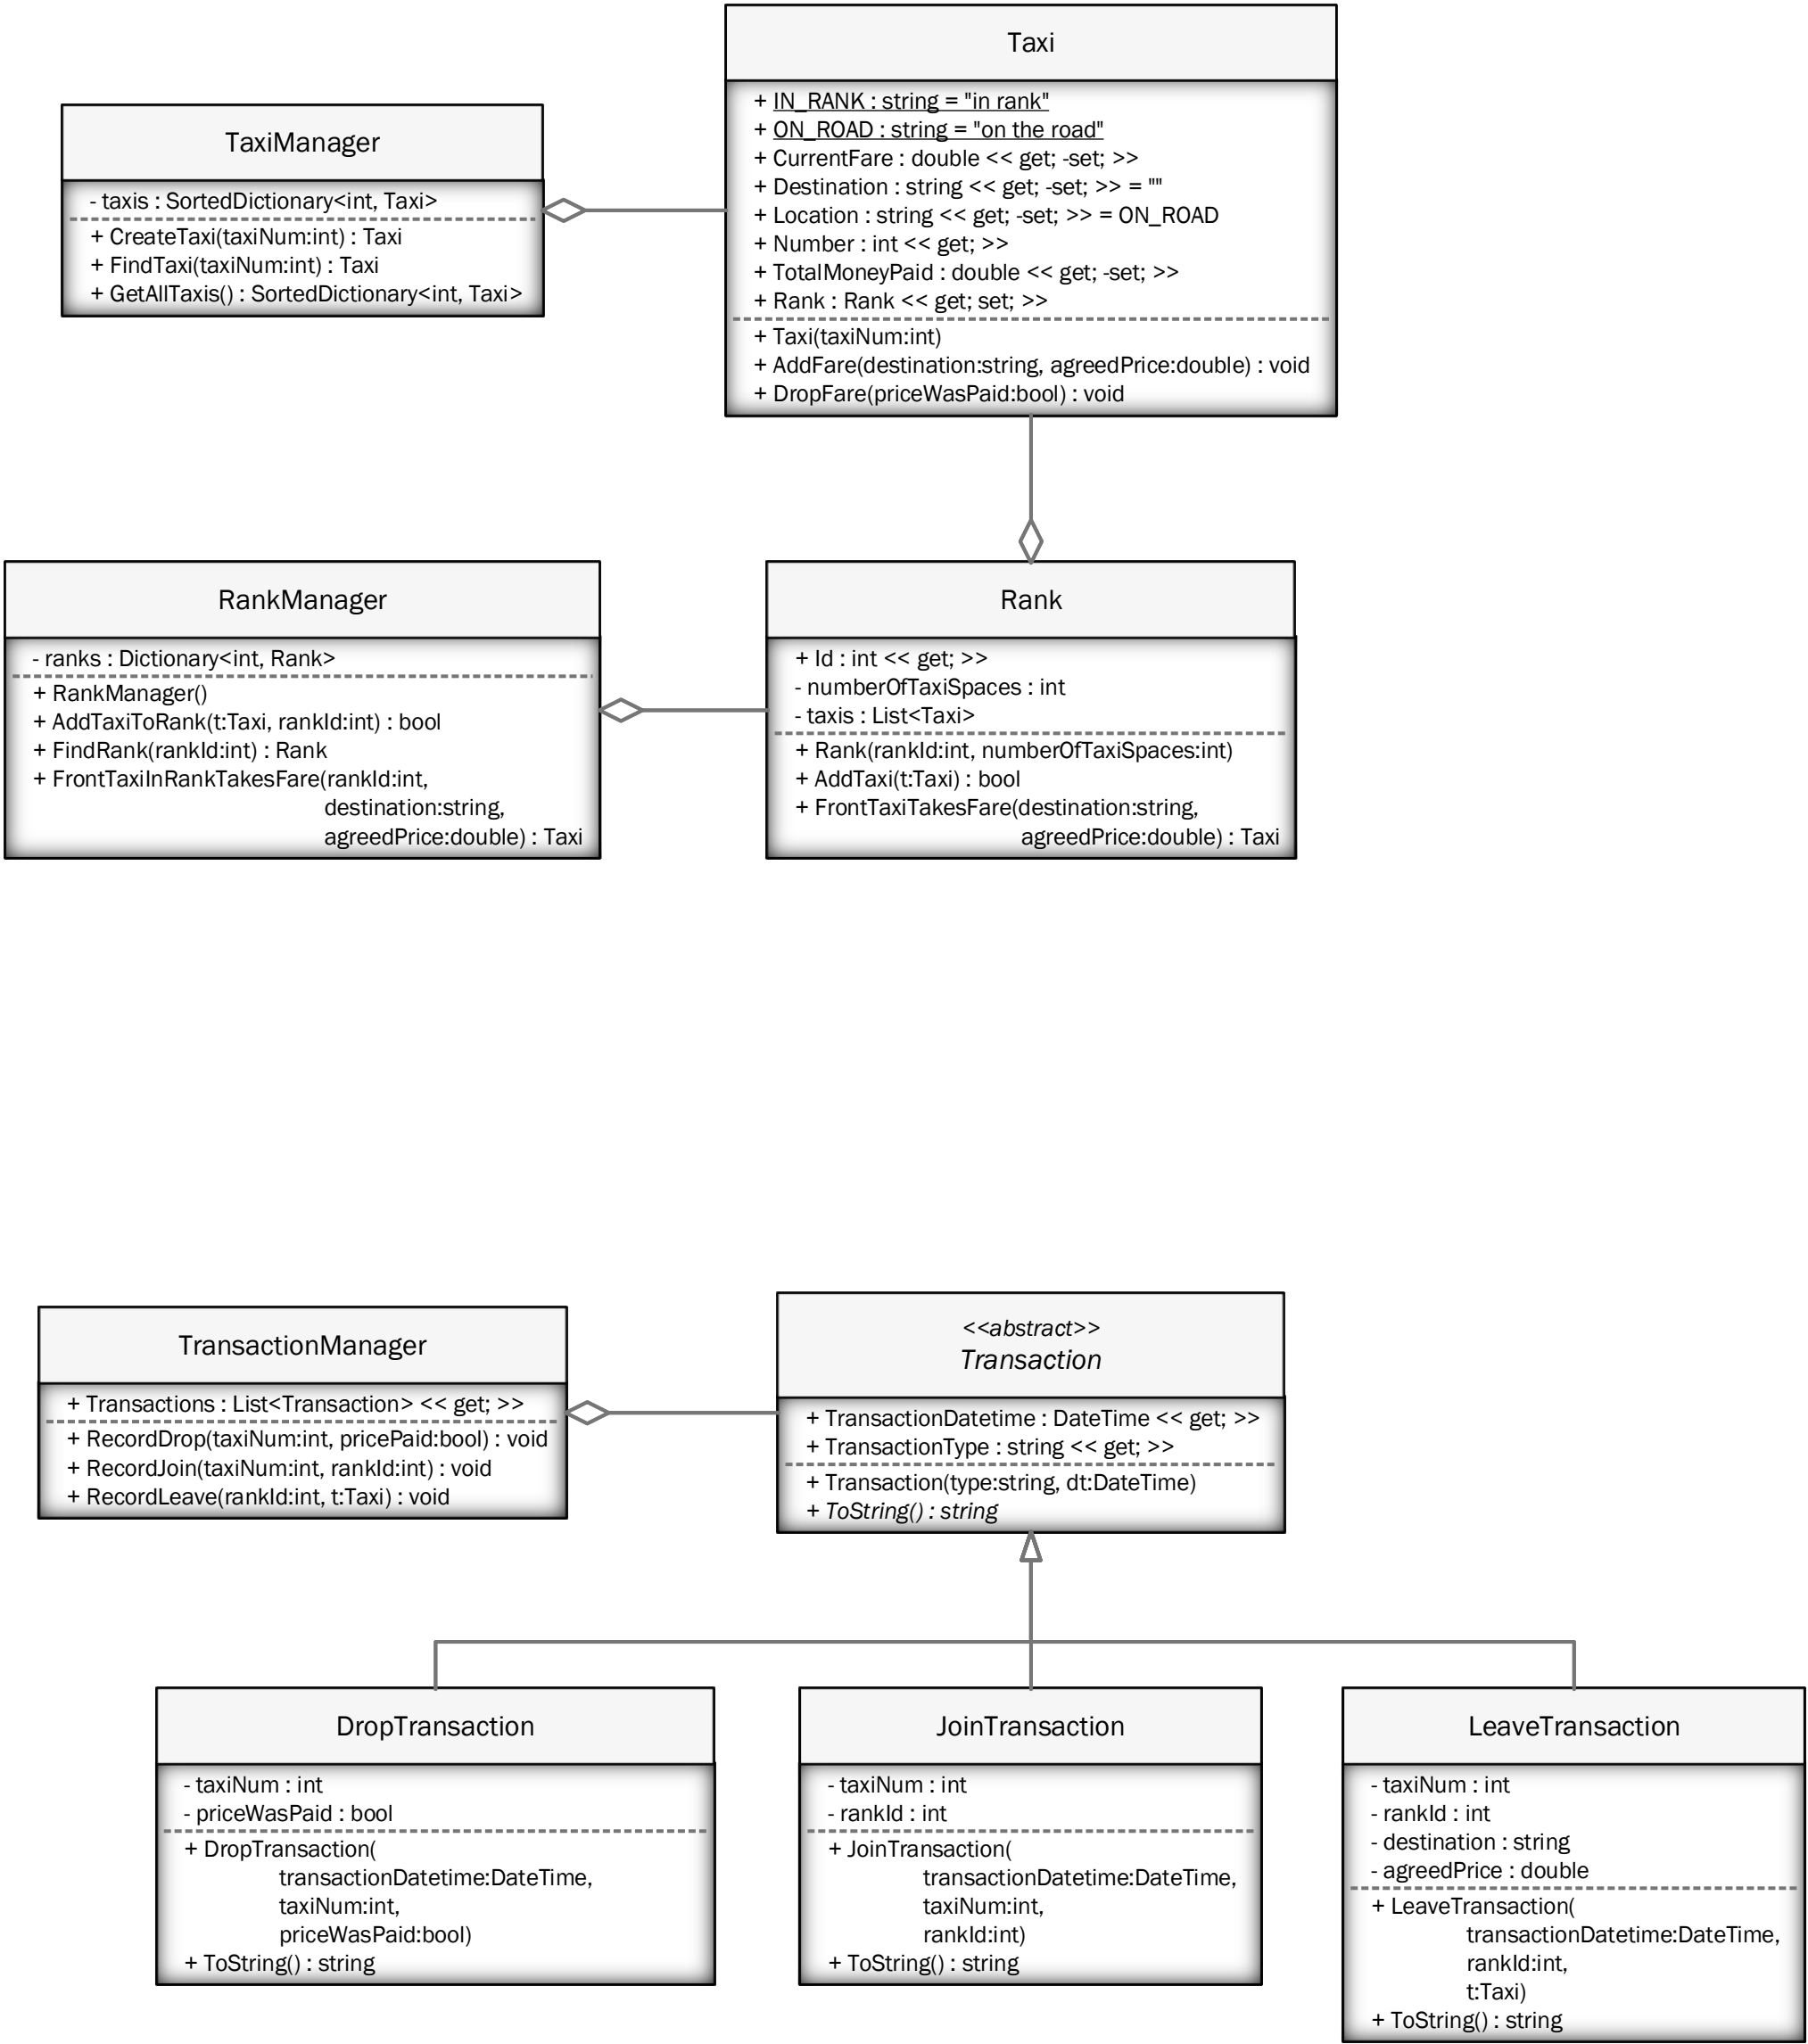 Taxi
+ IN_RANK : string = "in rank"
+ ON_ROAD : string = "on the road"
+ CurrentFare : double << get; -set; >>
+ Destination : string << get; -set; >> = ""
+ Location : string << get; -set; >> = ON_ROAD
+ Number : int << get; >>
+ TotalMoneyPaid : double << get; -set; >>
+ Rank : Rank << get; set; >>
+ Taxi(taxiNum:int)
+ AddFare(destination:string, agreedPrice:double) : void
+ DropFare(priceWasPaid:bool) : void
TaxiManager
- taxis : SortedDictionary<int, Taxi>
+ CreateTaxi(taxiNum:int) : Taxi
+ FindTaxi(taxiNum:int) : Taxi
+ GetAllTaxis() : SortedDictionary<int, Taxi>
RankManager
- ranks : Dictionary<int, Rank>
+ RankManager()
+ AddTaxiToRank(t:Taxi, rankId:int) : bool
+ FindRank(rankId:int) : Rank
+ FrontTaxiInRankTakesFare(rankId:int,
destination:string,
agreedPrice:double) : Taxi
Rank
+ Id : int << get; >>
- numberOfTaxiSpaces : int
- taxis : List<Taxi>
+ Rank(rankId:int, numberOfTaxiSpaces:int)
+ AddTaxi(t:Taxi) : bool
+ FrontTaxiTakesFare(destination:string,
agreedPrice:double) : Taxi
TransactionManager
+ Transactions : List<Transaction> << get; >>
+ RecordDrop(taxiNum:int, pricePaid:bool) : void
+ RecordJoin(taxiNum:int, rankId:int) : void
+ RecordLeave(rankId:int, t:Taxi) : void
<<abstract>>
Transaction
+ TransactionDatetime : DateTime << get; >>
+ TransactionType : string << get; >>
+ Transaction(type:string, dt:DateTime)
+ ToString() : string
DropTransaction
- taxiNum : int
- priceWasPaid : bool
+ DropTransaction(
transactionDatetime:DateTime,
taxiNum:int,
priceWasPaid:bool)
+ ToString() : string
JoinTransaction
- taxiNum : int
- rankId : int
+ JoinTransaction(
transactionDatetime:DateTime,
taxiNum:int,
rankId:int)
+ ToString() : string
LeaveTransaction
- taxiNum : int
- rankId : int
- destination : string
- agreedPrice : double
+ LeaveTransaction(
transactionDatetime:DateTime,
rankId:int,
t:Taxi)
+ ToString() : string